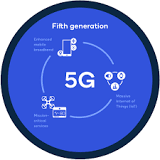 Fifth generation
Enhanced
mobile
broadband
5G
Massive
Internet of
Things (IoT)
Mission-
critical
services